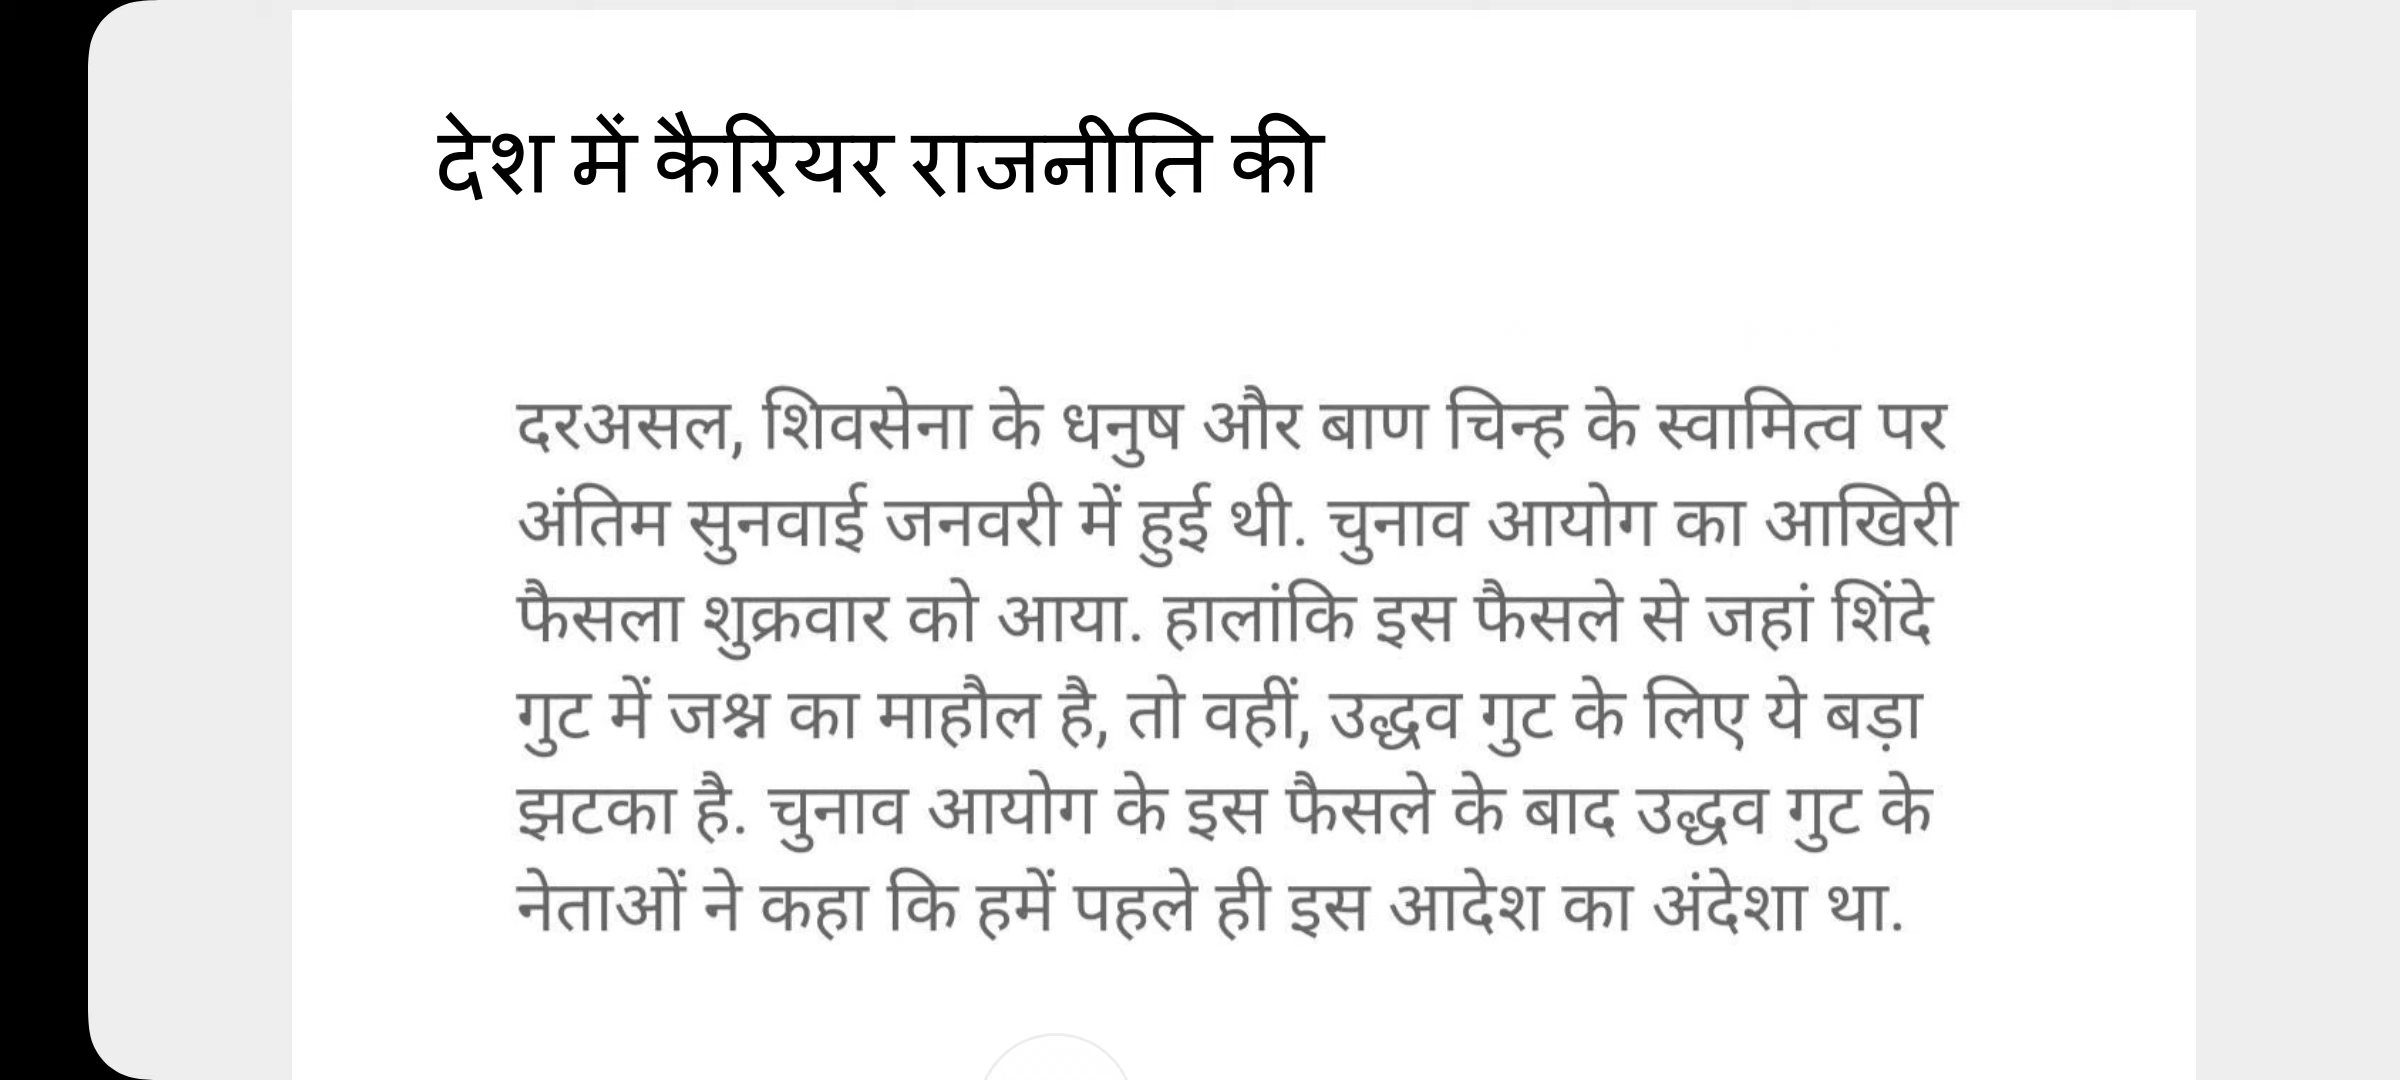 देश में कैरियर राजनीति की
दरअसल, शिवसेना के धनुष और बाण चिन्ह के स्वामित्व पर
अंतिम सुनवाई जनवरी में हुई थी. चुनाव आयोग का आखिरी
फैसला शुक्रवार को आया. हालांकि इस फैसले से जहां शिंदे
गुट में जश्न का माहौल है, तो वहीं, उद्धव गुट के लिए ये बड़ा
झटका है. चुनाव आयोग के इस फैसले के बाद उद्धव गुट के
नेताओं ने कहा कि हमें पहले ही इस आदेश का अंदेशा था.